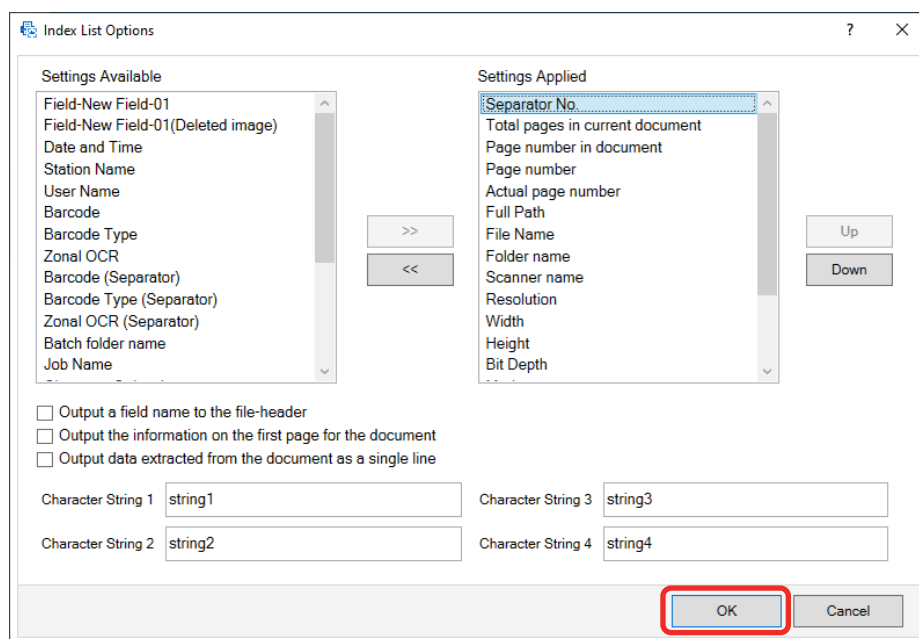 Index List Options
?
Settings Available
Field-New Field-01
Field-New Field-01(Deleted image)
Date and Time
Station Name
User Name
Barcode
Barcode Type
Zonal OCR
Barcode (Separator)
Barcode Type (Separator)
Zonal OCR (Separator)
Batch folder name
Job Name
>>
<<
Settings Applied
Separator No.
Total pages in current document
Page number in document
Page number
Actual page number
Full Path
File Name
Folder name
Scanner name
Resolution
Width
Height
Bit Depth
Up
Down
Output a field name to the file-header
Output the information on the first page for the document
Output data extracted from the document as a single line
Character String 1 string1
Character String 3 string3
Character String 2 string2
Character String 4 string4
OK
Cancel